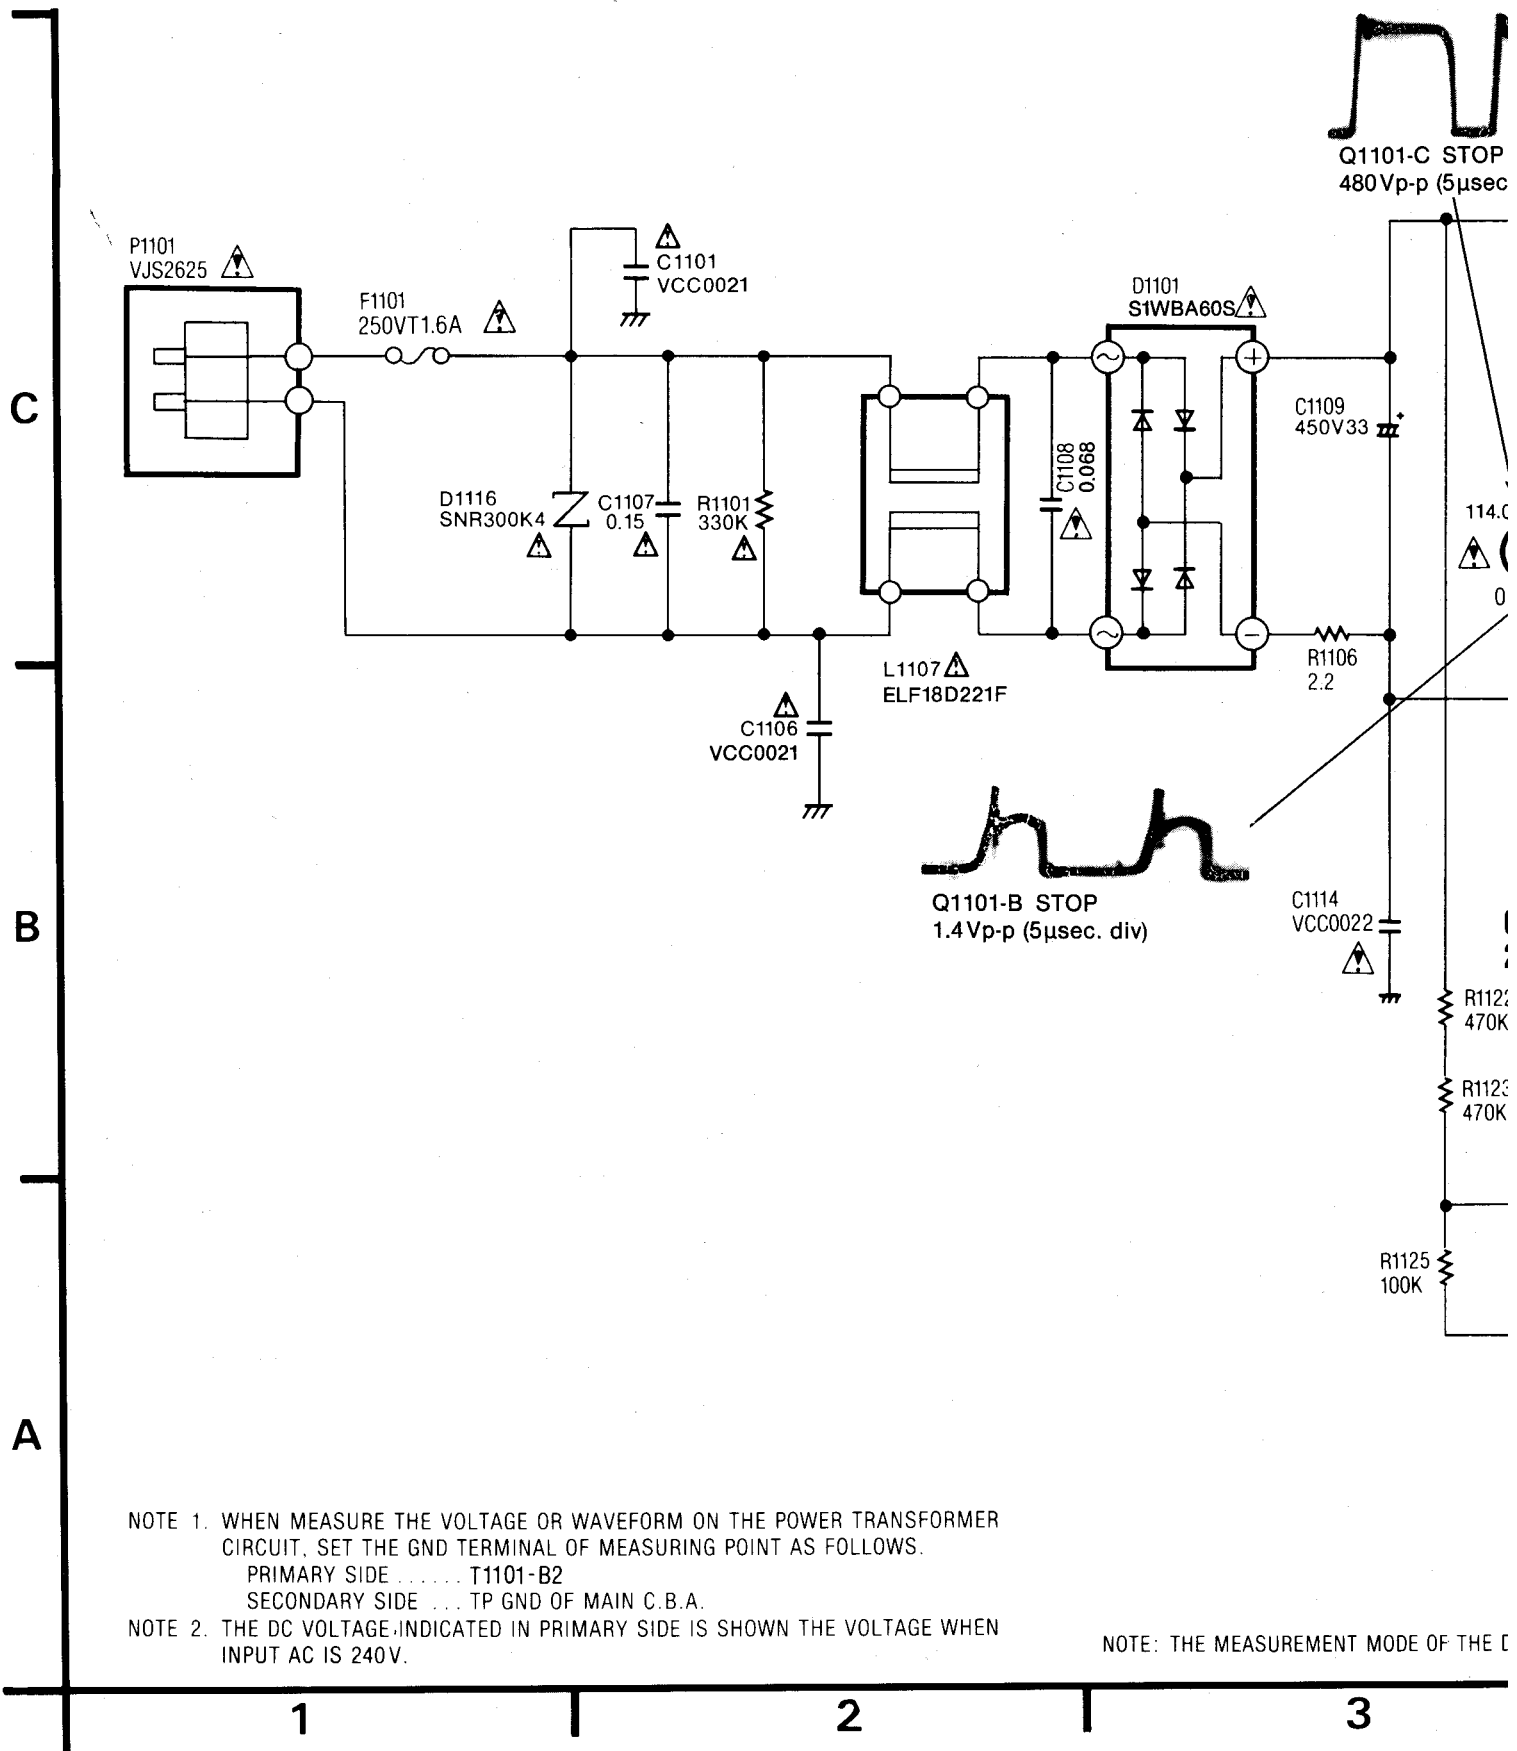 Q1101-C STOP
480Vp-p (5µsec
P1101
VJS2625
C1101
VCC0021
F1101
250VT1.6A
D1101
S1WBA60S
~
+
C
C1109
450V33
+
C1108
0.068
D1116
SNR300K4
C1107
0.15
R1101
330K
114.0
0
~
−
R1106
2.2
L1107
ELF18D221F
C1106
VCC0021
Q1101-B STOP
1.4Vp-p (5µsec. div)
B
C1114
VCC0022
R1122
470K
R1123
470K
R1125
100K
A
NOTE 1. WHEN MEASURE THE VOLTAGE OR WAVEFORM ON THE POWER TRANSFORMER
CIRCUIT, SET THE GND TERMINAL OF MEASURING POINT AS FOLLOWS.
PRIMARY SIDE ...... T1101-B2
SECONDARY SIDE ... TP GND OF MAIN C.B.A.
NOTE 2. THE DC VOLTAGE INDICATED IN PRIMARY SIDE IS SHOWN THE VOLTAGE WHEN
INPUT AC IS 240V.
NOTE: THE MEASUREMENT MODE OF THE
1
2
3